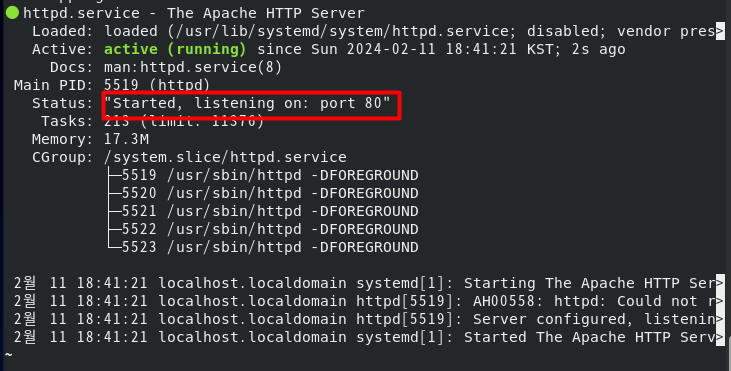 ● httpd.service - The Apache HTTP Server
   Loaded: loaded (/usr/lib/systemd/system/httpd.service; disabled; vendor pres>
   Active: active (running) since Sun 2024-02-11 18:41:21 KST; 2s ago
     Docs: man:httpd.service(8)
 Main PID: 5519 (httpd)
   Status: "Started, listening on: port 80"
    Tasks: 213 (limit: 11376)
   Memory: 17.3M
   CGroup: /system.slice/httpd.service
           ├─5519 /usr/sbin/httpd -DFOREGROUND
           ├─5520 /usr/sbin/httpd -DFOREGROUND
           ├─5521 /usr/sbin/httpd -DFOREGROUND
           ├─5522 /usr/sbin/httpd -DFOREGROUND
           └─5523 /usr/sbin/httpd -DFOREGROUND

 2월 11 18:41:21 localhost.localdomain systemd[1]: Starting The Apache HTTP Ser>
 2월 11 18:41:21 localhost.localdomain httpd[5519]: AH00558: httpd: Could not r>
 2월 11 18:41:21 localhost.localdomain httpd[5519]: Server configured, listenin>
 2월 11 18:41:21 localhost.localdomain systemd[1]: Started The Apache HTTP Serv>
~